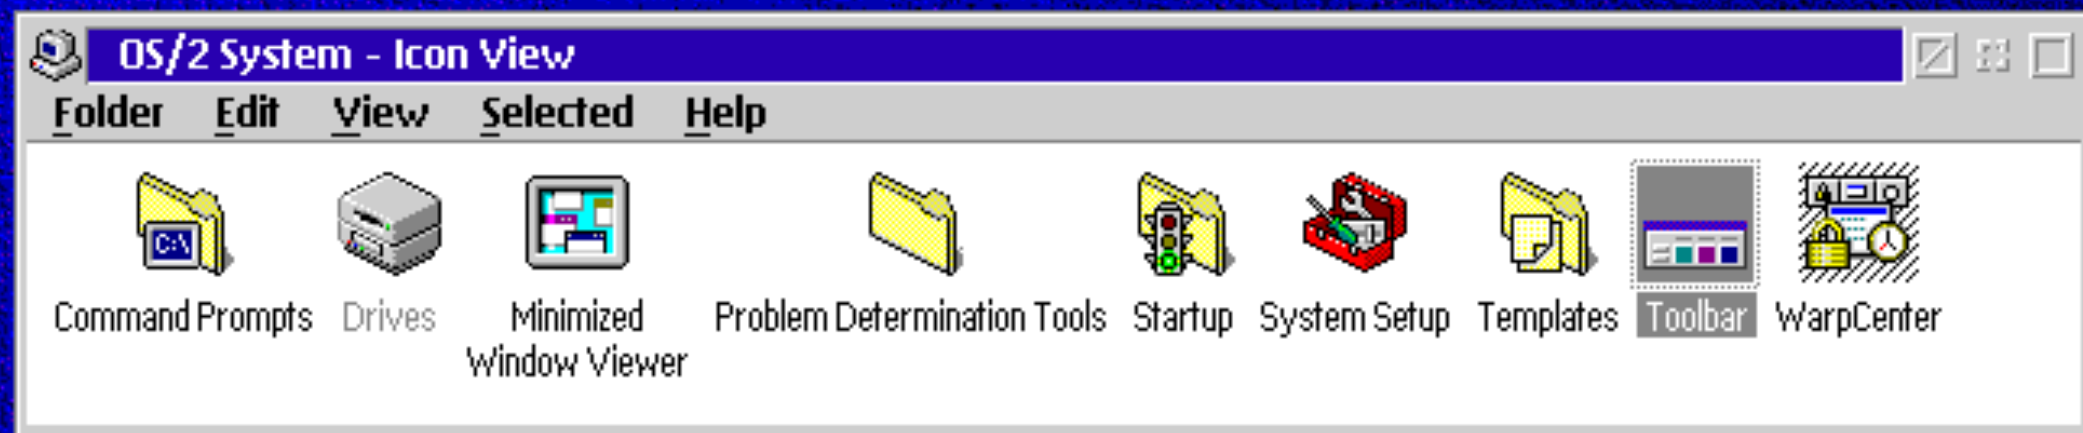 OS/2 System - Icon View
Folder Edit View Selected Help
C:\
Command Prompts Drives Minimized Window Viewer Problem Determination Tools Startup System Setup Templates Toolbar WarpCenter